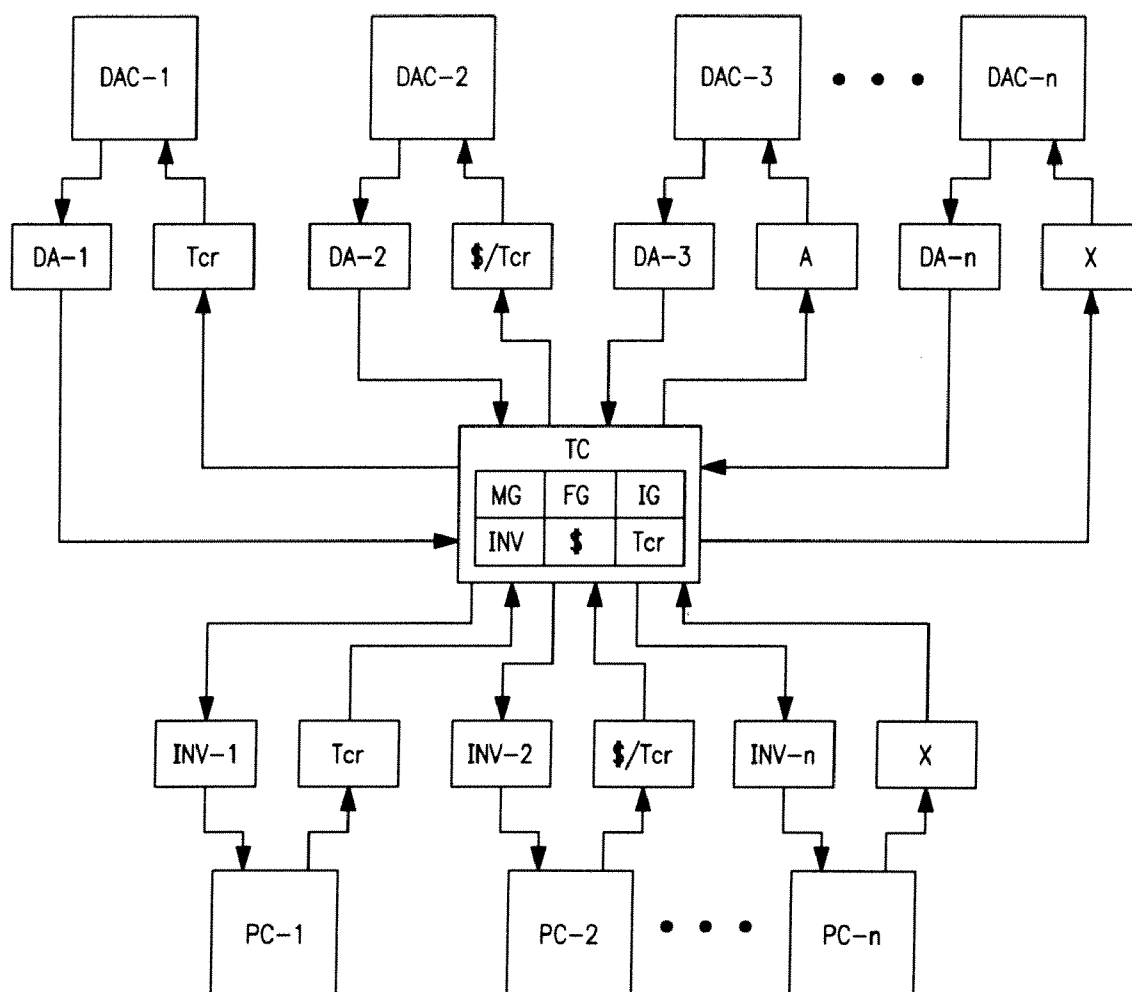 DAC-1 DAC-2 DAC-3 DAC-n
DA-1 Tcr DA-2 $/Tcr DA-3 A DA-n X
TC
MG FG IG
INV $ Tcr
INV-1 Tcr INV-2 $/Tcr INV-n X
PC-1 PC-2 PC-n